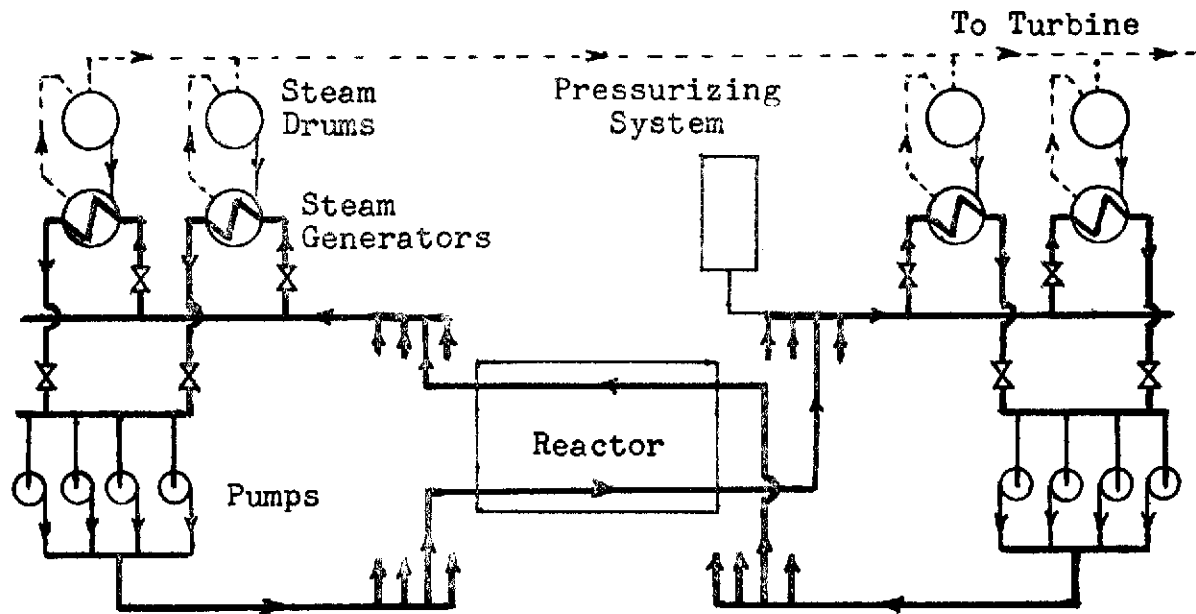 To Turbine
Steam
Drums
Pressurizing
System
Steam
Generators
Reactor
Pumps